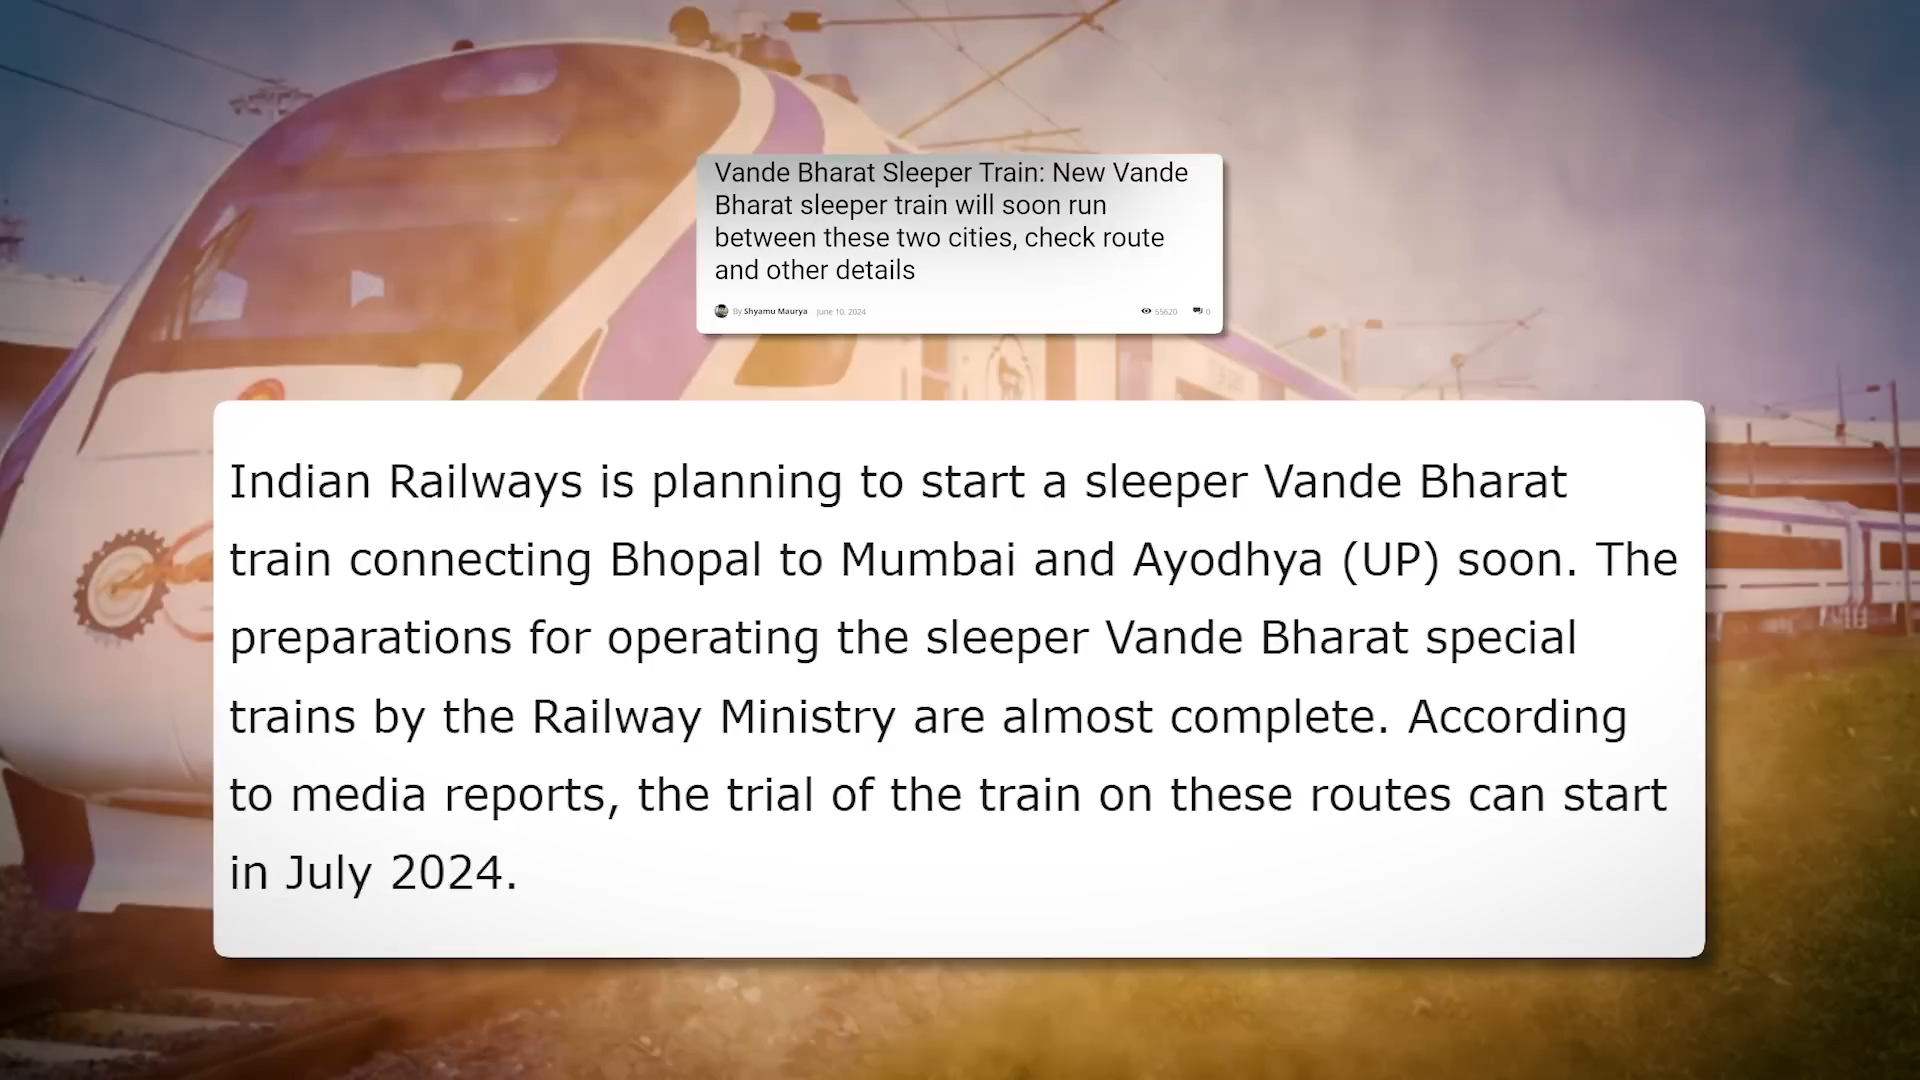 Vande Bharat Sleeper Train: New Vande
Bharat sleeper train will soon run
between these two cities, check route
and other details
By Shyamu Maurya June 10, 2024 55620 0
Indian Railways is planning to start a sleeper Vande Bharat
train connecting Bhopal to Mumbai and Ayodhya (UP) soon. The
preparations for operating the sleeper Vande Bharat special
trains by the Railway Ministry are almost complete. According
to media reports, the trial of the train on these routes can start
in July 2024.